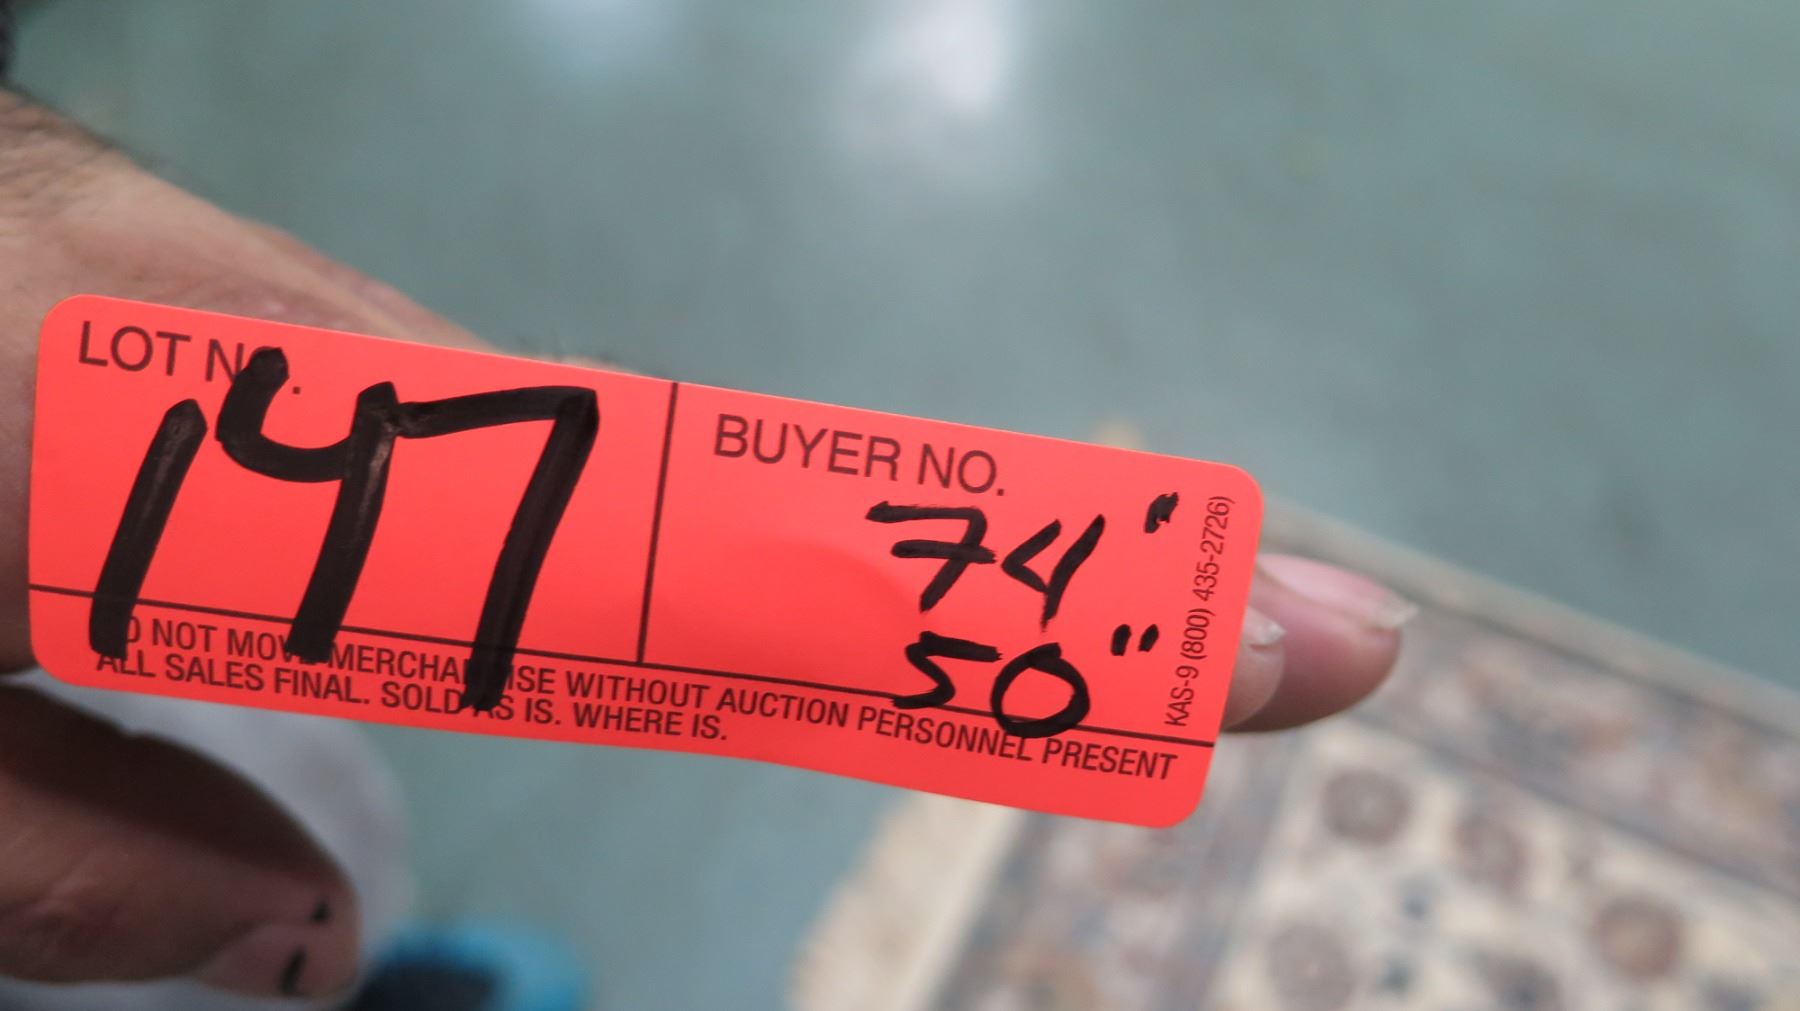 LOT NO.
147
BUYER NO.
74"
50"
DO NOT MOVE MERCHANDISE WITHOUT AUCTION PERSONNEL PRESENT
ALL SALES FINAL. SOLD AS IS. WHERE IS.
KAS-9 (800) 435-2726)